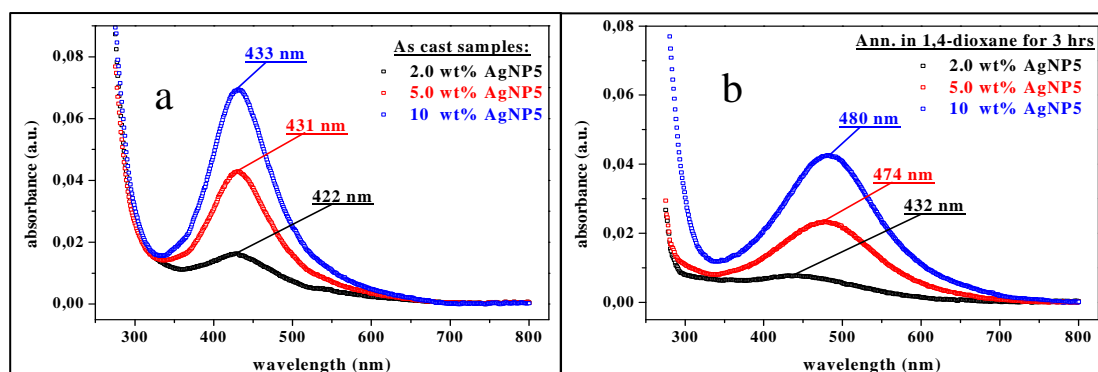 0,08
0,06
0,04
0,02
0,00
absorbance (a.u.)
a
433 nm
431 nm
422 nm
As cast samples:
2.0 wt% AgNP5
5.0 wt% AgNP5
10 wt% AgNP5
300 400 500 600 700 800
wavelength (nm)
0,08
0,06
0,04
0,02
0,00
absorbance (a.u.)
b
480 nm
474 nm
432 nm
Ann. in 1,4-dioxane for 3 hrs
2.0 wt% AgNP5
5.0 wt% AgNP5
10 wt% AgNP5
300 400 500 600 700 800
wavelength (nm)